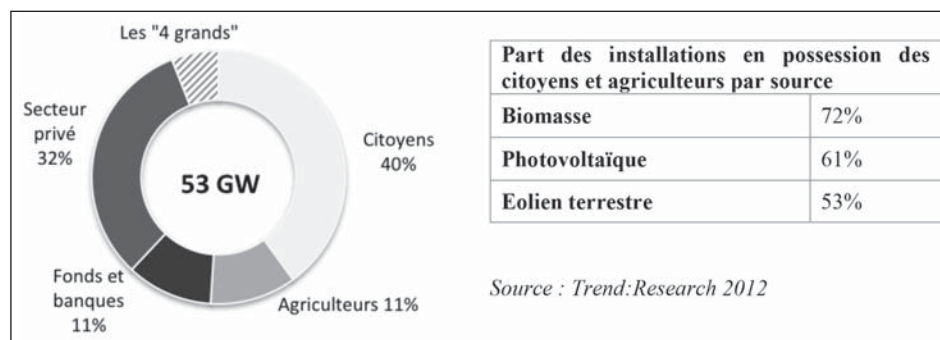 Les "4 grands"
Secteur
privé
32%
Citoyens
40%
53 GW
Fonds et
banques
11%
Agriculteurs 11%
Part des installations en possession des
citoyens et agriculteurs par source
Biomasse 72%
Photovoltaïque 61%
Eolien terrestre 53%
Source : Trend:Research 2012